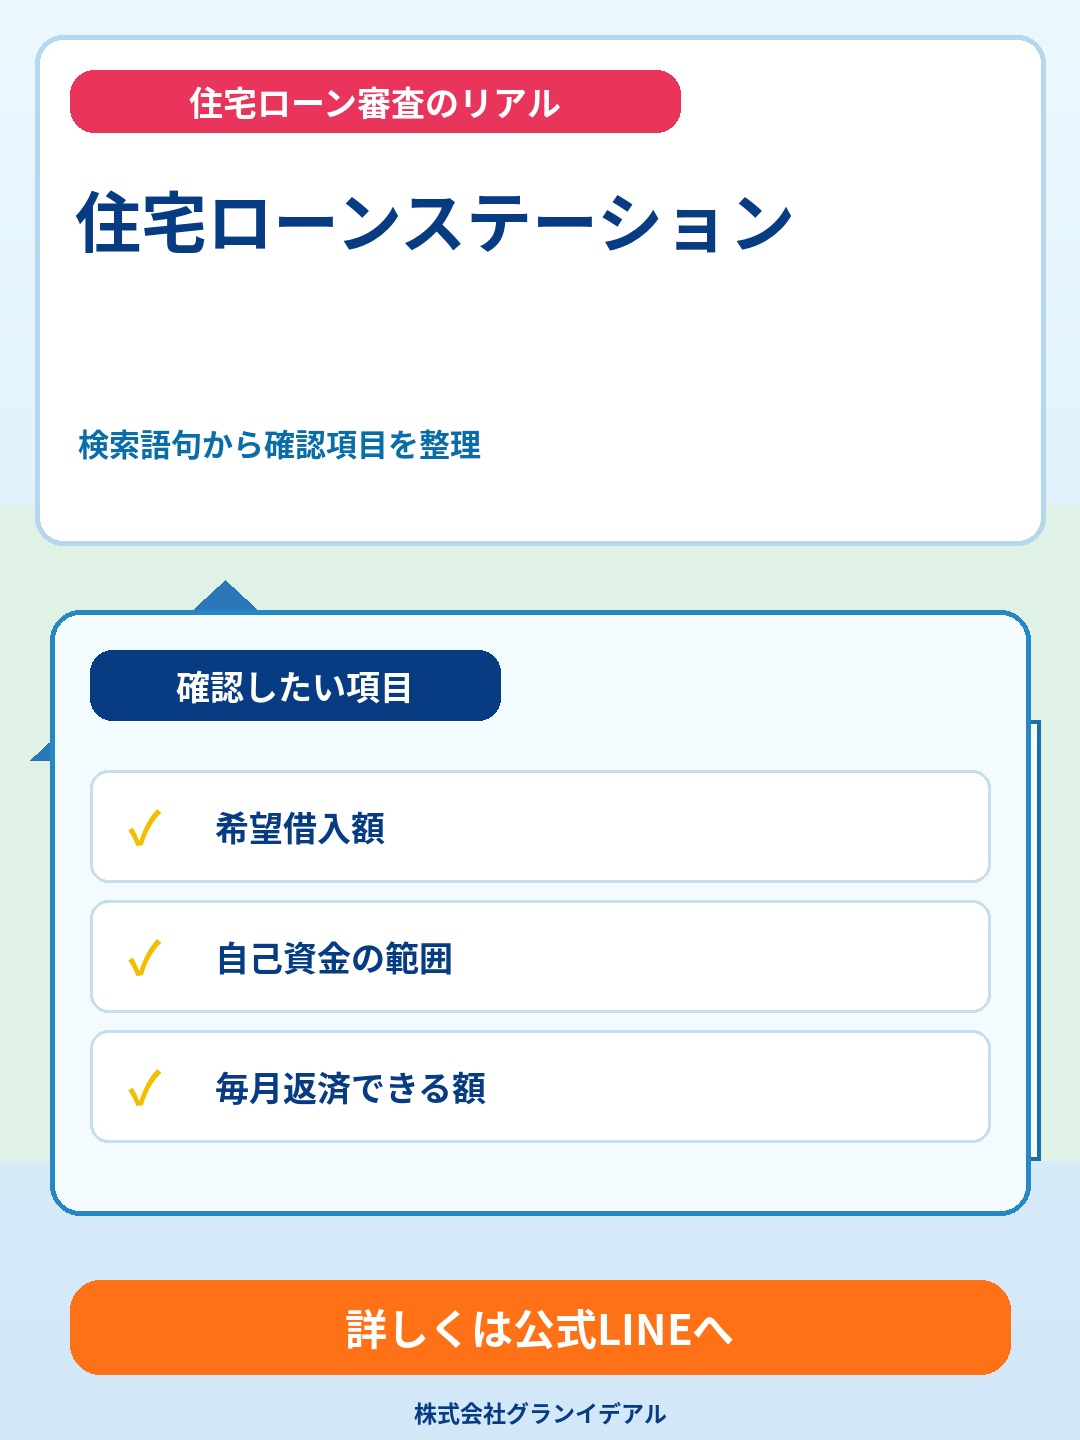 住宅ローン審査のリアル
住宅ローンステーション
検索語句から確認項目を整理
確認したい項目
✓ 希望借入額
✓ 自己資金の範囲
✓ 毎月返済できる額
詳しくは公式LINEへ
株式会社グランイデアル